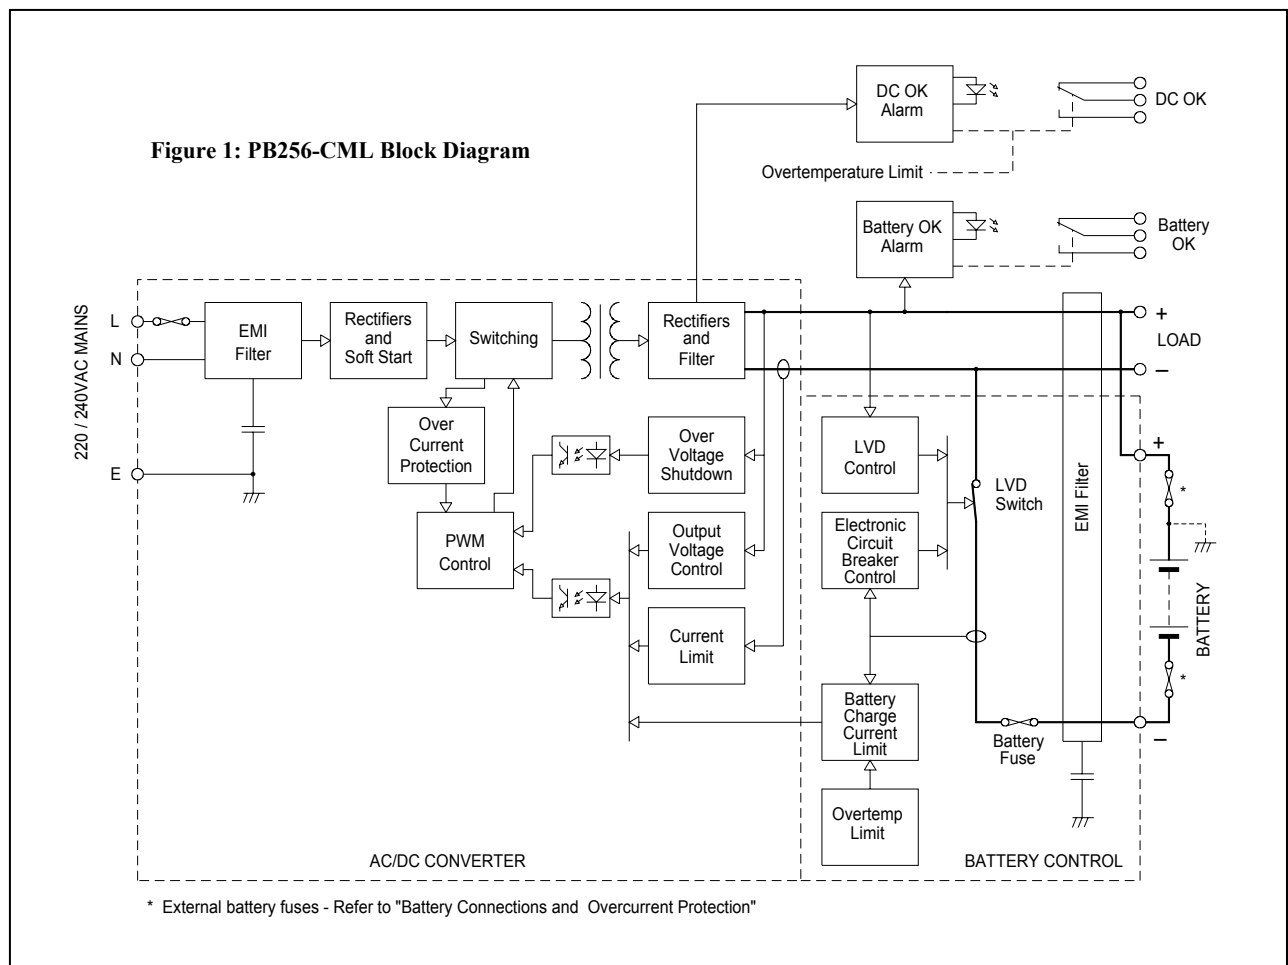 Figure 1: PB256-CML Block Diagram
DC OK
Alarm
DC OK
Overtemperature Limit
Battery OK
Alarm
Battery
OK
220 / 240VAC MAINS
L
N
E
EMI
Filter
Rectifiers
and
Soft Start
Switching
Rectifiers
and
Filter
+
LOAD
–
Over
Current
Protection
Over
Voltage
Shutdown
LVD
Control
LVD
Switch
EMI Filter
+
*
PWM
Control
Output
Voltage
Control
Electronic
Circuit
Breaker
Control
BATTERY
Current
Limit
*
Battery
Charge
Current
Limit
Battery
Fuse
–
Overtemp
Limit
AC/DC CONVERTER
BATTERY CONTROL
* External battery fuses - Refer to "Battery Connections and Overcurrent Protection"